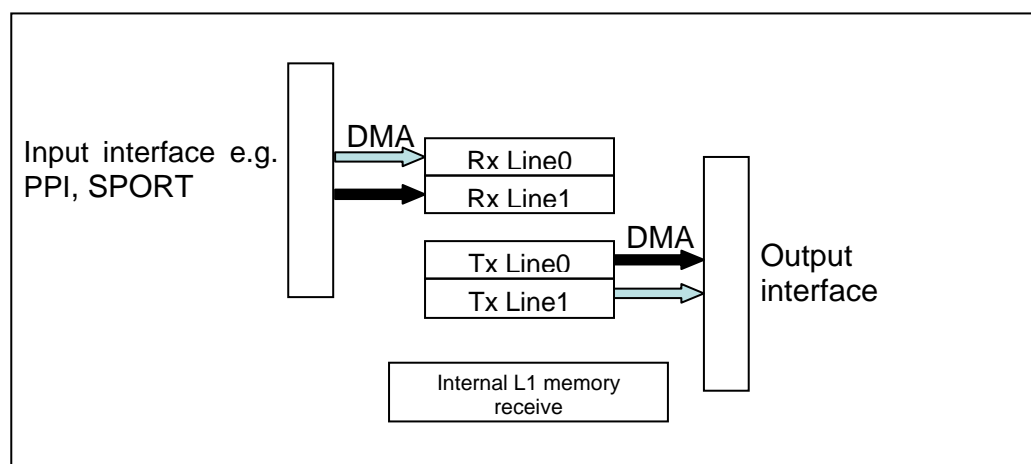 Input interface e.g.
PPI, SPORT
DMA
Rx Line0
Rx Line1
Tx Line0
Tx Line1
DMA
Output
interface
Internal L1 memory
receive